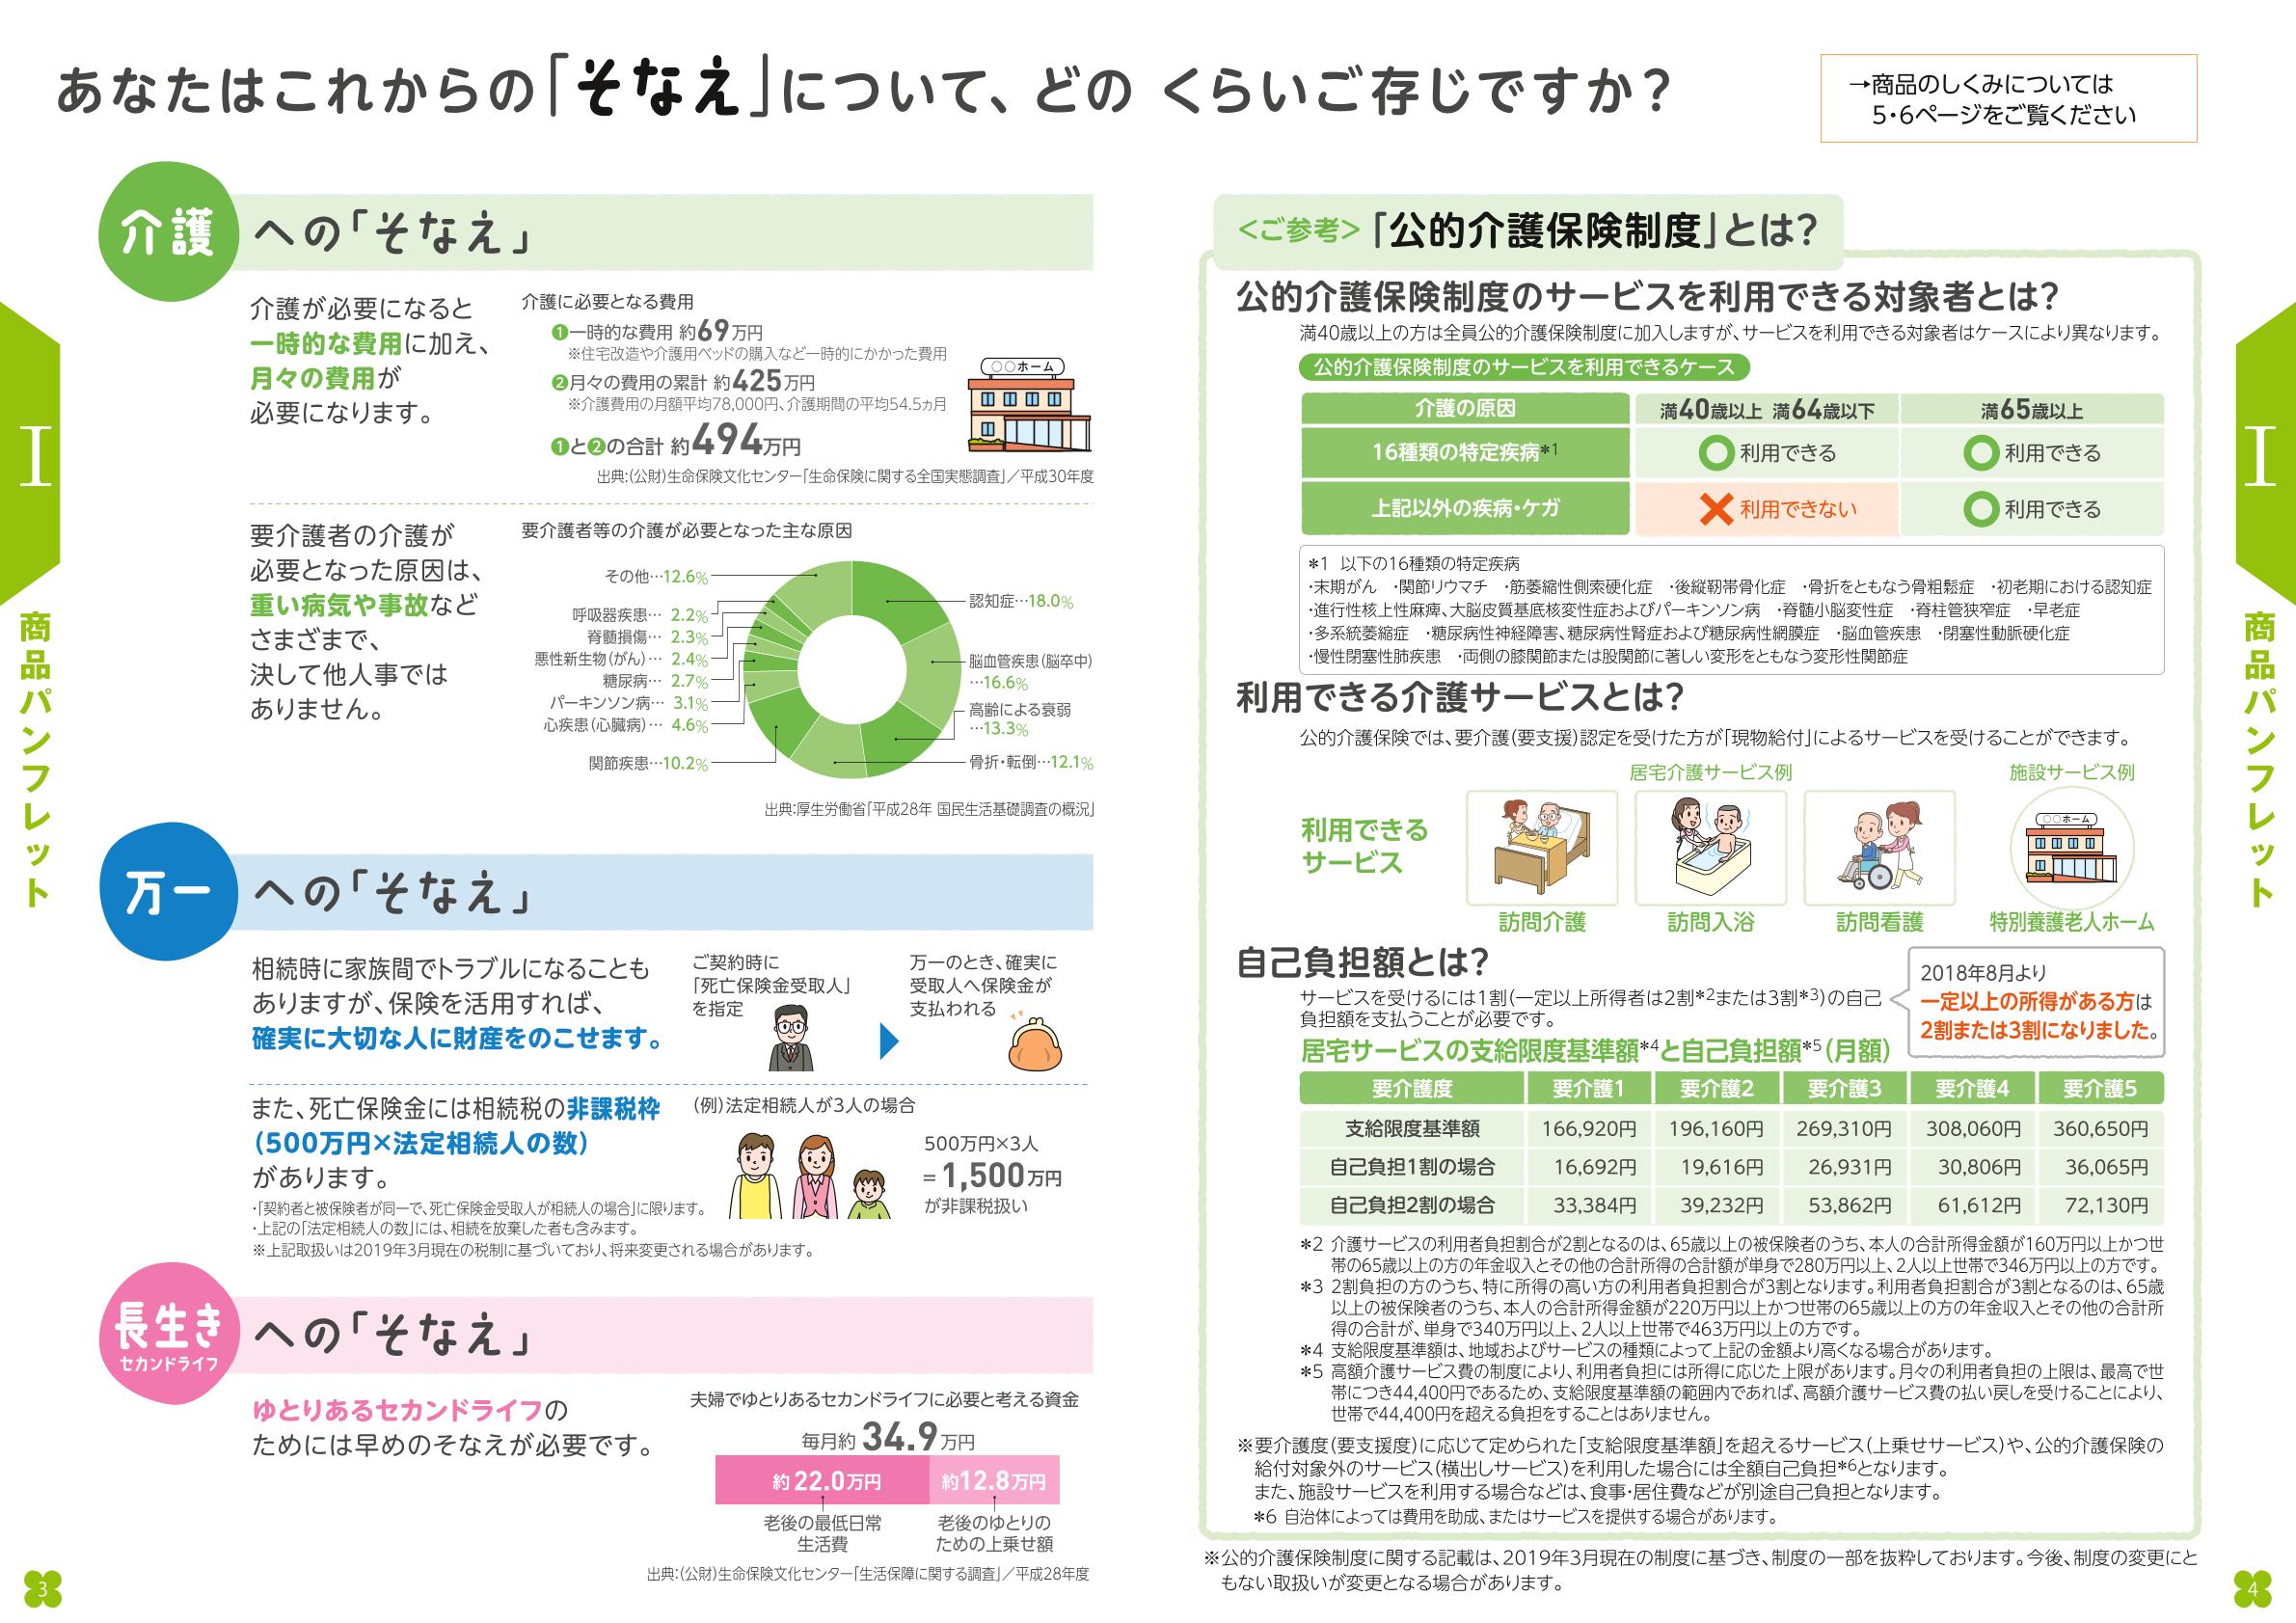 あなたはこれからの「そなえ」について、どの くらいご存じですか？
→商品のしくみについては
5・6ページをご覧ください
I
商品パンフレット
介護 への「そなえ」
介護が必要になると
一時的な費用に加え、
月々の費用が
必要になります。
介護に必要となる費用
❶一時的な費用 約69万円
※住宅改造や介護用ベッドの購入など一時的にかかった費用
❷月々の費用の累計 約425万円
※介護費用の月額平均78,000円、介護期間の平均54.5ヵ月
❶と❷の合計 約494万円
○○ホーム
出典:(公財)生命保険文化センター「生命保険に関する全国実態調査」／平成30年度
要介護者の介護が
必要となった原因は、
重い病気や事故など
さまざまで、
決して他人事では
ありません。
要介護者等の介護が必要となった主な原因
その他…12.6%
呼吸器疾患… 2.2%
脊髄損傷… 2.3%
悪性新生物(がん)… 2.4%
糖尿病… 2.7%
パーキンソン病… 3.1%
心疾患(心臓病)… 4.6%
関節疾患…10.2%
認知症…18.0%
脳血管疾患(脳卒中)
…16.6%
高齢による衰弱
…13.3%
骨折・転倒…12.1%
出典:厚生労働省「平成28年 国民生活基礎調査の概況」
万一 への「そなえ」
相続時に家族間でトラブルになることも
ありますが、保険を活用すれば、
確実に大切な人に財産をのこせます。
ご契約時に
「死亡保険金受取人」
を指定
万一のとき、確実に
受取人へ保険金が
支払われる
また、死亡保険金には相続税の非課税枠
(500万円×法定相続人の数)
があります。
(例)法定相続人が3人の場合
500万円×3人
=1,500万円
が非課税扱い
・「契約者と被保険者が同一で、死亡保険金受取人が相続人の場合」に限ります。
・上記の「法定相続人の数」には、相続を放棄した者も含みます。
※上記取扱いは2019年3月現在の税制に基づいており、将来変更される場合があります。
長生き
セカンドライフ
への「そなえ」
ゆとりあるセカンドライフの
ためには早めのそなえが必要です。
夫婦でゆとりあるセカンドライフに必要と考える資金
毎月約34.9万円
約22.0万円 約12.8万円
老後の最低日常
生活費
老後のゆとりの
ための上乗せ額
出典:(公財)生命保険文化センター「生活保障に関する調査」／平成28年度
3
<ご参考>「公的介護保険制度」とは？
公的介護保険制度のサービスを利用できる対象者とは？
満40歳以上の方は全員公的介護保険制度に加入しますが、サービスを利用できる対象者はケースにより異なります。
公的介護保険制度のサービスを利用できるケース
介護の原因 満40歳以上 満64歳以下 満65歳以上
16種類の特定疾病*1 ○利用できる ○利用できる
上記以外の疾病・ケガ ×利用できない ○利用できる
*1 以下の16種類の特定疾病
・末期がん ・関節リウマチ ・筋萎縮性側索硬化症 ・後縦靭帯骨化症 ・骨折をともなう骨粗鬆症 ・初老期における認知症
・進行性核上性麻痺、大脳皮質基底核変性症およびパーキンソン病 ・脊髄小脳変性症 ・脊柱管狭窄症 ・早老症
・多系統萎縮症 ・糖尿病性神経障害、糖尿病性腎症および糖尿病性網膜症 ・脳血管疾患 ・閉塞性動脈硬化症
・慢性閉塞性肺疾患 ・両側の膝関節または股関節に著しい変形をともなう変形性関節症
利用できる介護サービスとは？
公的介護保険では、要介護(要支援)認定を受けた方が「現物給付」によるサービスを受けることができます。
居宅介護サービス例 施設サービス例
利用できる
サービス
○○ホーム
訪問介護 訪問入浴 訪問看護 特別養護老人ホーム
自己負担額とは？
サービスを受けるには1割(一定以上所得者は2割*2または3割*3)の自己
負担額を支払うことが必要です。
2018年8月より
一定以上の所得がある方は
2割または3割になりました。
居宅サービスの支給限度基準額*4と自己負担額*5(月額)
要介護度 要介護1 要介護2 要介護3 要介護4 要介護5
支給限度基準額 166,920円 196,160円 269,310円 308,060円 360,650円
自己負担1割の場合 16,692円 19,616円 26,931円 30,806円 36,065円
自己負担2割の場合 33,384円 39,232円 53,862円 61,612円 72,130円
*2 介護サービスの利用者負担割合が2割となるのは、65歳以上の被保険者のうち、本人の合計所得金額が160万円以上かつ世
帯の65歳以上の方の年金収入とその他の合計所得の合計額が単身で280万円以上、2人以上世帯で346万円以上の方です。
*3 2割負担の方のうち、特に所得の高い方の利用者負担割合が3割となります。利用者負担割合が3割となるのは、65歳
以上の被保険者のうち、本人の合計所得金額が220万円以上かつ世帯の65歳以上の方の年金収入とその他の合計所
得の合計が、単身で340万円以上、2人以上世帯で463万円以上の方です。
*4 支給限度基準額は、地域およびサービスの種類によって上記の金額より高くなる場合があります。
*5 高額介護サービス費の制度により、利用者負担には所得に応じた上限があります。月々の利用者負担の上限は、最高で世
帯につき44,400円であるため、支給限度基準額の範囲内であれば、高額介護サービス費の払い戻しを受けることにより、
世帯で44,400円を超える負担をすることはありません。
※要介護度(要支援度)に応じて定められた「支給限度基準額」を超えるサービス(上乗せサービス)や、公的介護保険の
給付対象外のサービス(横出しサービス)を利用した場合には全額自己負担*6となります。
また、施設サービスを利用する場合などは、食事・居住費などが別途自己負担となります。
*6 自治体によっては費用を助成、またはサービスを提供する場合があります。
※公的介護保険制度に関する記載は、2019年3月現在の制度に基づき、制度の一部を抜粋しております。今後、制度の変更にと
もない取扱いが変更となる場合があります。
I
商品パンフレット
4